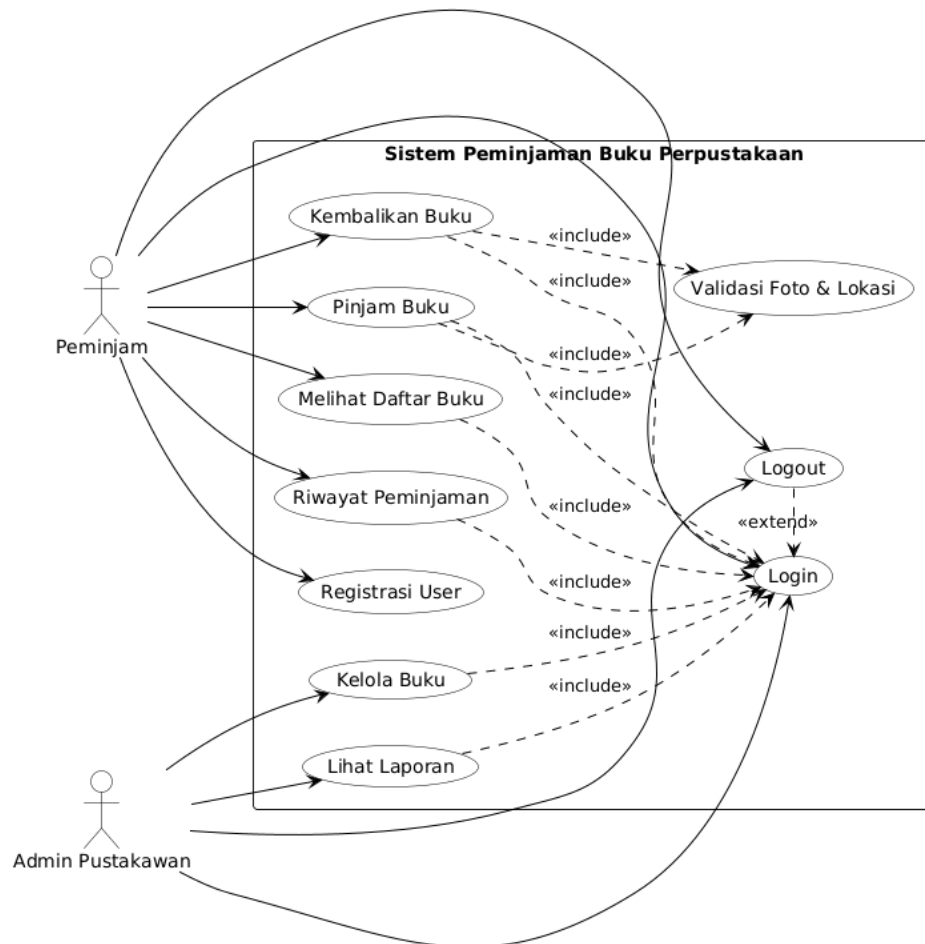 Sistem Peminjaman Buku Perpustakaan
Kembalikan Buku
«include»
Validasi Foto & Lokasi
«include»
Pinjam Buku
Peminjam
«include»
«include»
Melihat Daftar Buku
Logout
Riwayat Peminjaman
«include»
«extend»
Login
«include»
Registrasi User
«include»
Kelola Buku
«include»
Lihat Laporan
Admin Pustakawan